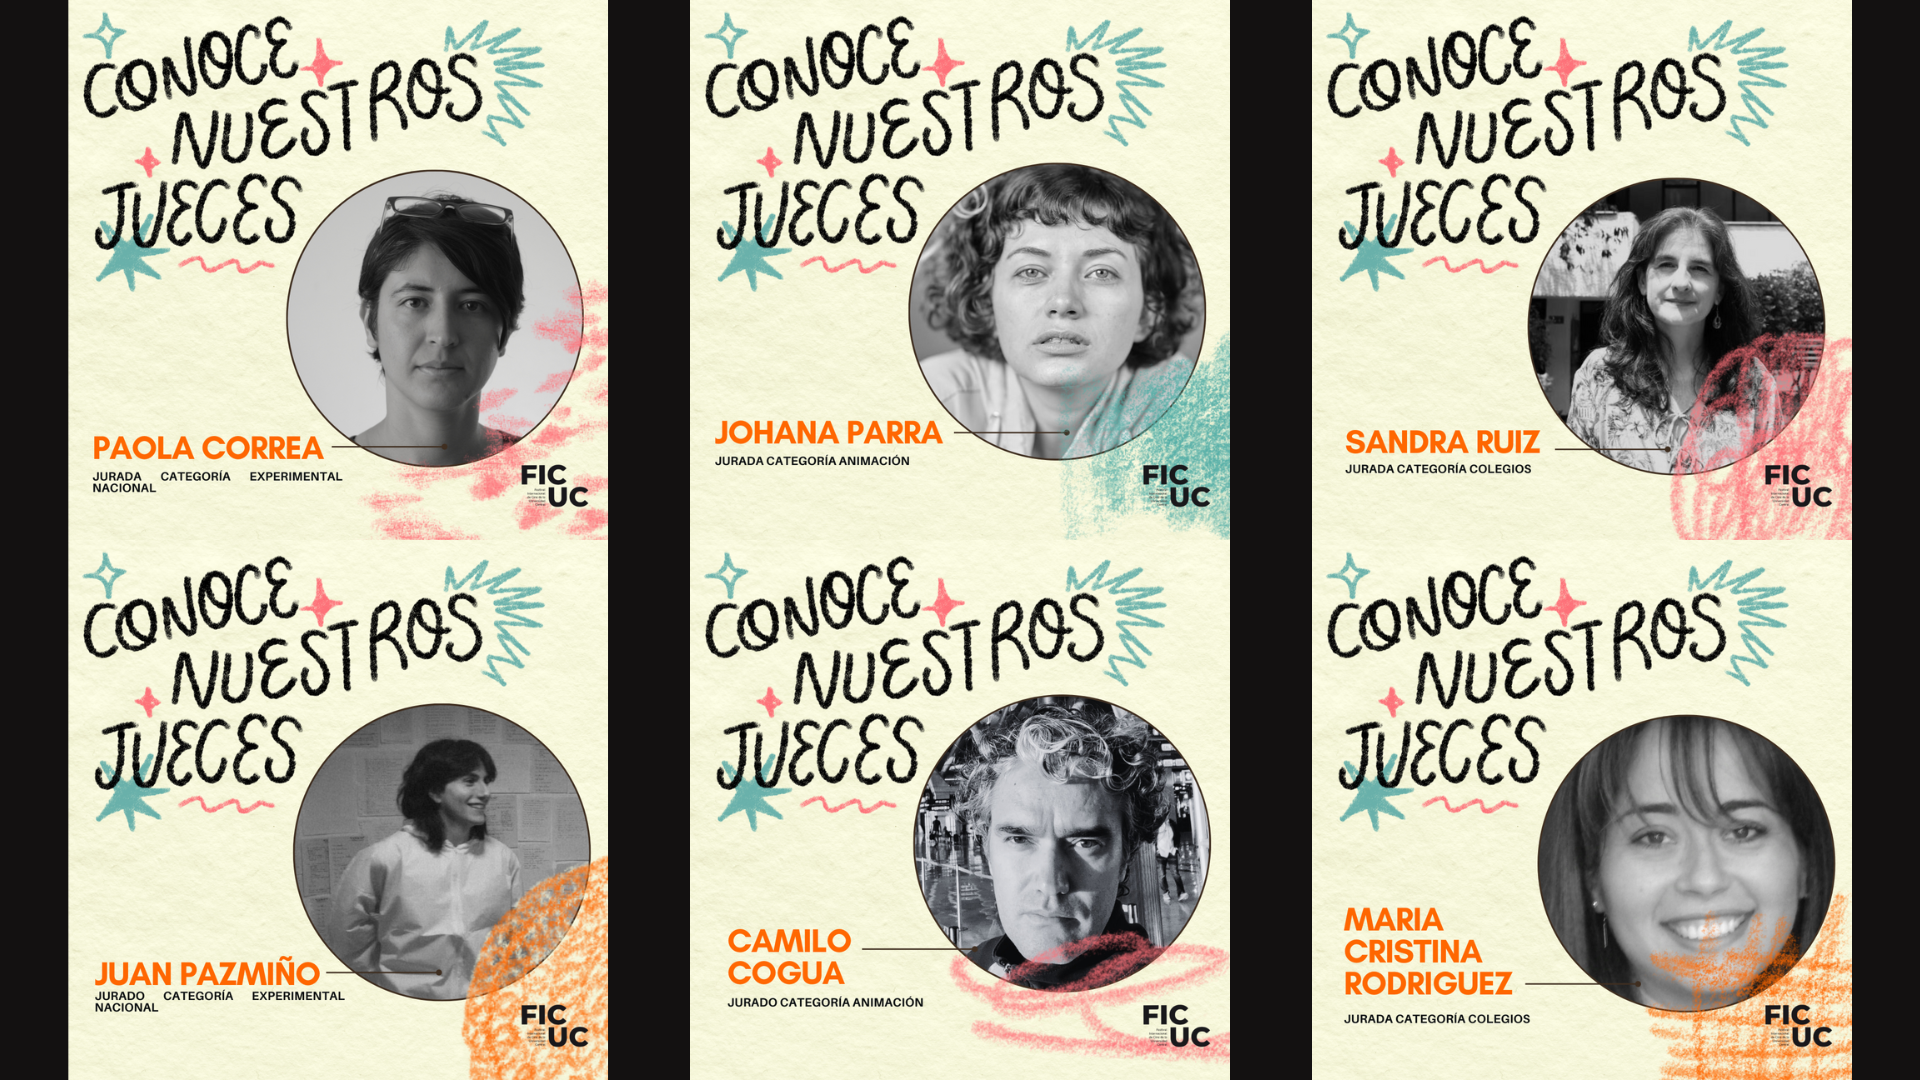 CONOCE
NUESTROS
JUECES
PAOLA CORREA
JURADA CATEGORÍA EXPERIMENTAL
NACIONAL
FIC
UC
CONOCE
NUESTROS
JUECES
JOHANA PARRA
JURADA CATEGORÍA ANIMACIÓN
FIC
UC
CONOCE
NUESTROS
JUECES
SANDRA RUIZ
JURADA CATEGORÍA COLEGIOS
FIC
UC
CONOCE
NUESTROS
JUECES
JUAN PAZMIÑO
JURADO CATEGORÍA EXPERIMENTAL
NACIONAL
FIC
UC
CONOCE
NUESTROS
JUECES
CAMILO
COGUA
JURADO CATEGORÍA ANIMACIÓN
FIC
UC
CONOCE
NUESTROS
JUECES
MARIA
CRISTINA
RODRIGUEZ
JURADA CATEGORÍA COLEGIOS
FIC
UC